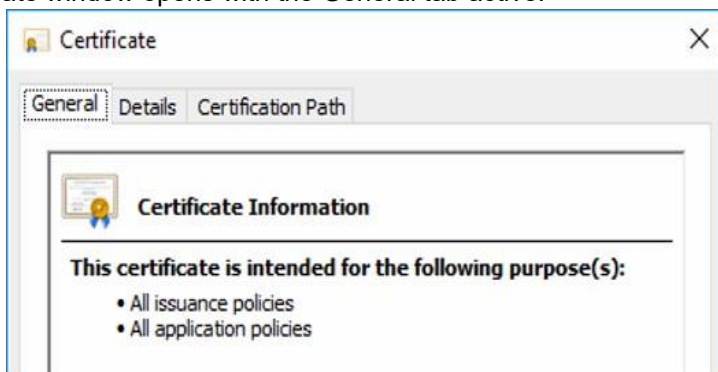 ate window opens with the General tab active.
Certificate
General Details Certification Path
Certificate Information
This certificate is intended for the following purpose(s):
• All issuance policies
• All application policies